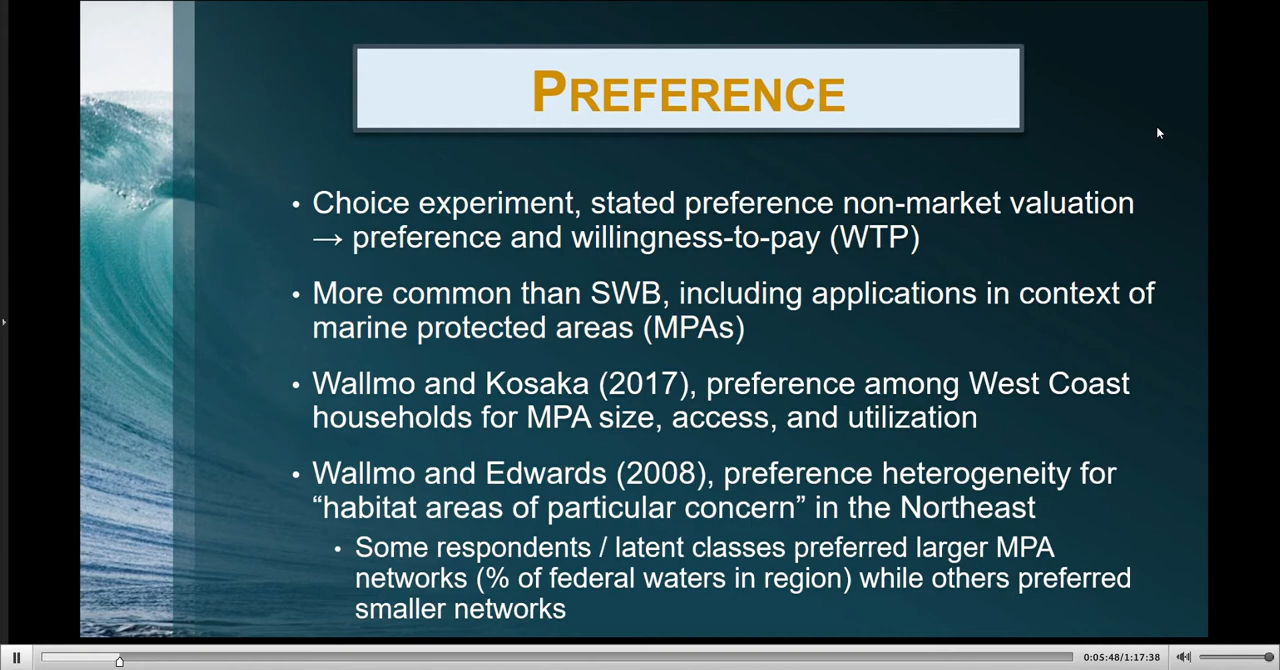 PREFERENCE
• Choice experiment, stated preference non-market valuation
→ preference and willingness-to-pay (WTP)
• More common than SWB, including applications in context of
marine protected areas (MPAs)
• Wallmo and Kosaka (2017), preference among West Coast
households for MPA size, access, and utilization
• Wallmo and Edwards (2008), preference heterogeneity for
“habitat areas of particular concern” in the Northeast
• Some respondents / latent classes preferred larger MPA
networks (% of federal waters in region) while others preferred
smaller networks
0:05:48/1:17:38